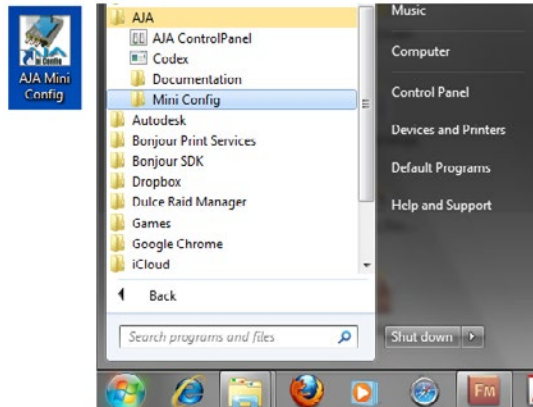 AJA Mini
Config
AJA
AJA ControlPanel
Codex
Documentation
Mini Config
Autodesk
Bonjour Print Services
Bonjour SDK
Dropbox
Dulce Raid Manager
Games
Google Chrome
iCloud
Back
Search programs and files
Music
Computer
Control Panel
Devices and Printers
Default Programs
Help and Support
Shut down
FM